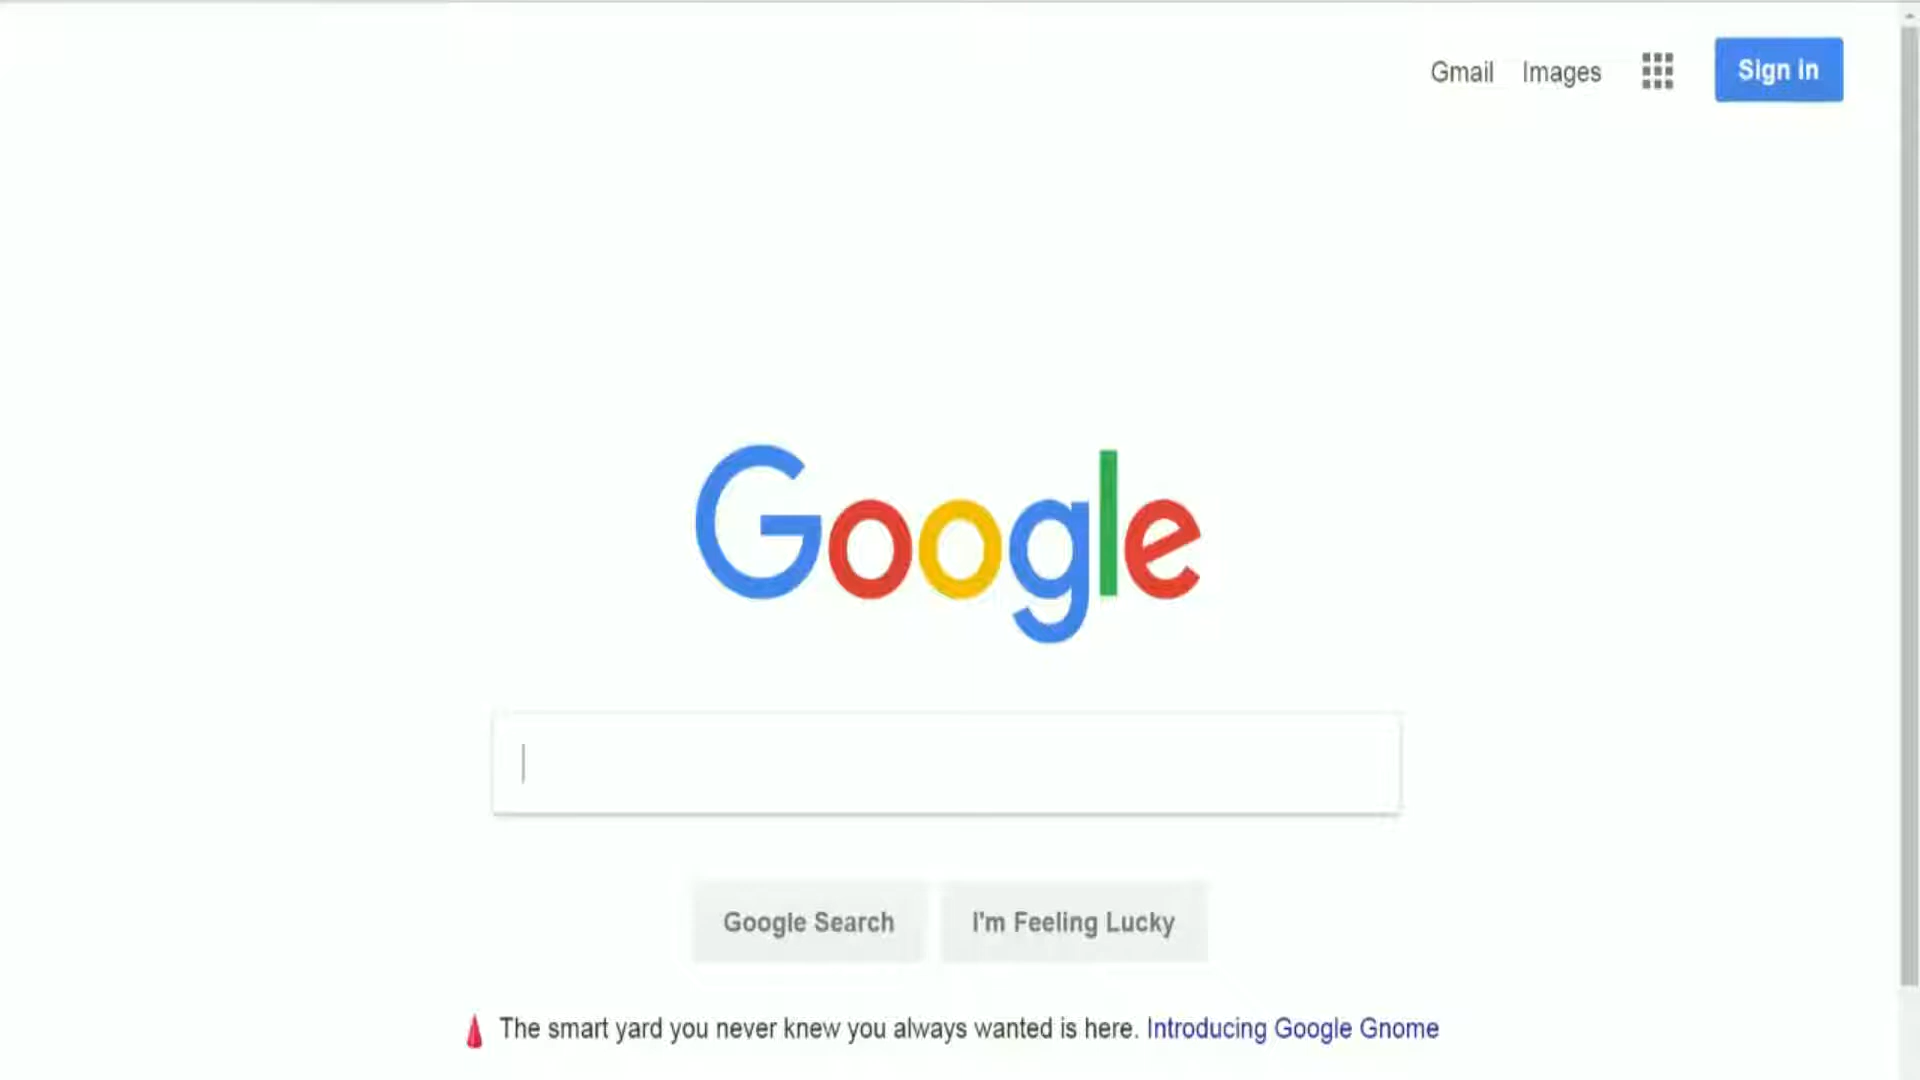 Gmail Images Sign in
Google
Google Search I'm Feeling Lucky
The smart yard you never knew you always wanted is here. Introducing Google Gnome